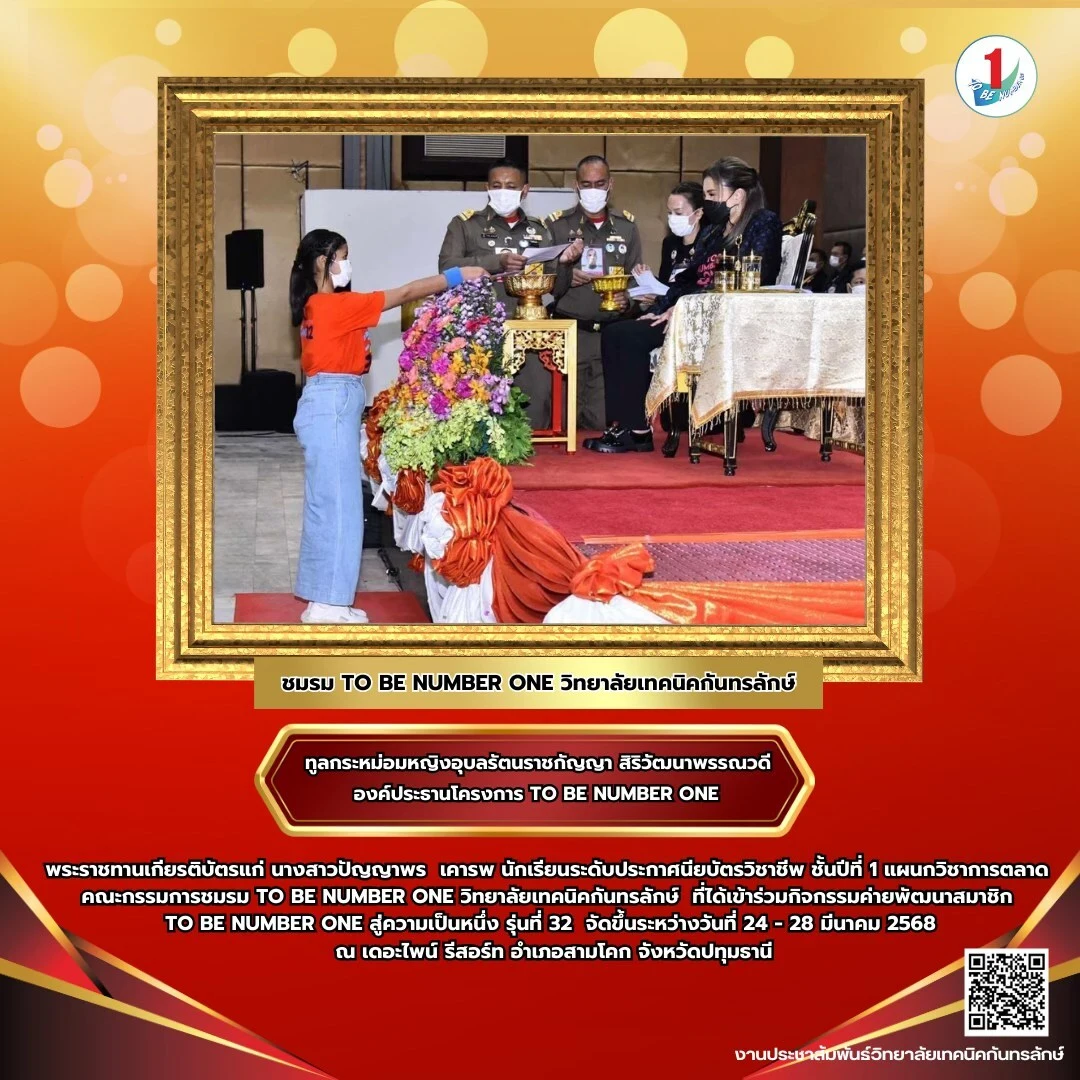 1
TO BE NUMBER ONE
ชมรม TO BE NUMBER ONE วิทยาลัยเทคนิคกันทรลักษ์
ทูลกระหม่อมหญิงอุบลรัตนราชกัญญา สิริวัฒนาพรรณวดี
องค์ประธานโครงการ TO BE NUMBER ONE
พระราชทานเกียรติบัตรแก่ นางสาวปัญญาพร เคารพ นักเรียนระดับประกาศนียบัตรวิชาชีพ ชั้นปีที่ 1 แผนกวิชาการตลาด
คณะกรรมการชมรม TO BE NUMBER ONE วิทยาลัยเทคนิคกันทรลักษ์ ที่ได้เข้าร่วมกิจกรรมค่ายพัฒนาสมาชิก
TO BE NUMBER ONE สู่ความเป็นหนึ่ง รุ่นที่ 32 จัดขึ้นระหว่างวันที่ 24 - 28 มีนาคม 2568
ณ เดอะไพน์ รีสอร์ท อำเภอสามโคก จังหวัดปทุมธานี
งานประชาสัมพันธ์วิทยาลัยเทคนิคกันทรลักษ์